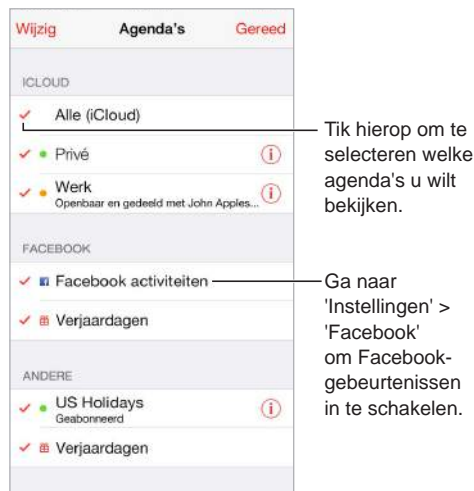 Wijzig Agenda's Gereed
ICLOUD
Alle (iCloud)
Privé
Werk
Openbaar en gedeeld met John Apples...
FACEBOOK
Facebook activiteiten
Verjaardagen
ANDERE
US Holidays
Geabonneerd
Verjaardagen
Tik hierop om te
selecteren welke
agenda's u wilt
bekijken.
Ga naar
'Instellingen' >
'Facebook'
om Facebook-
gebeurtenissen
in te schakelen.